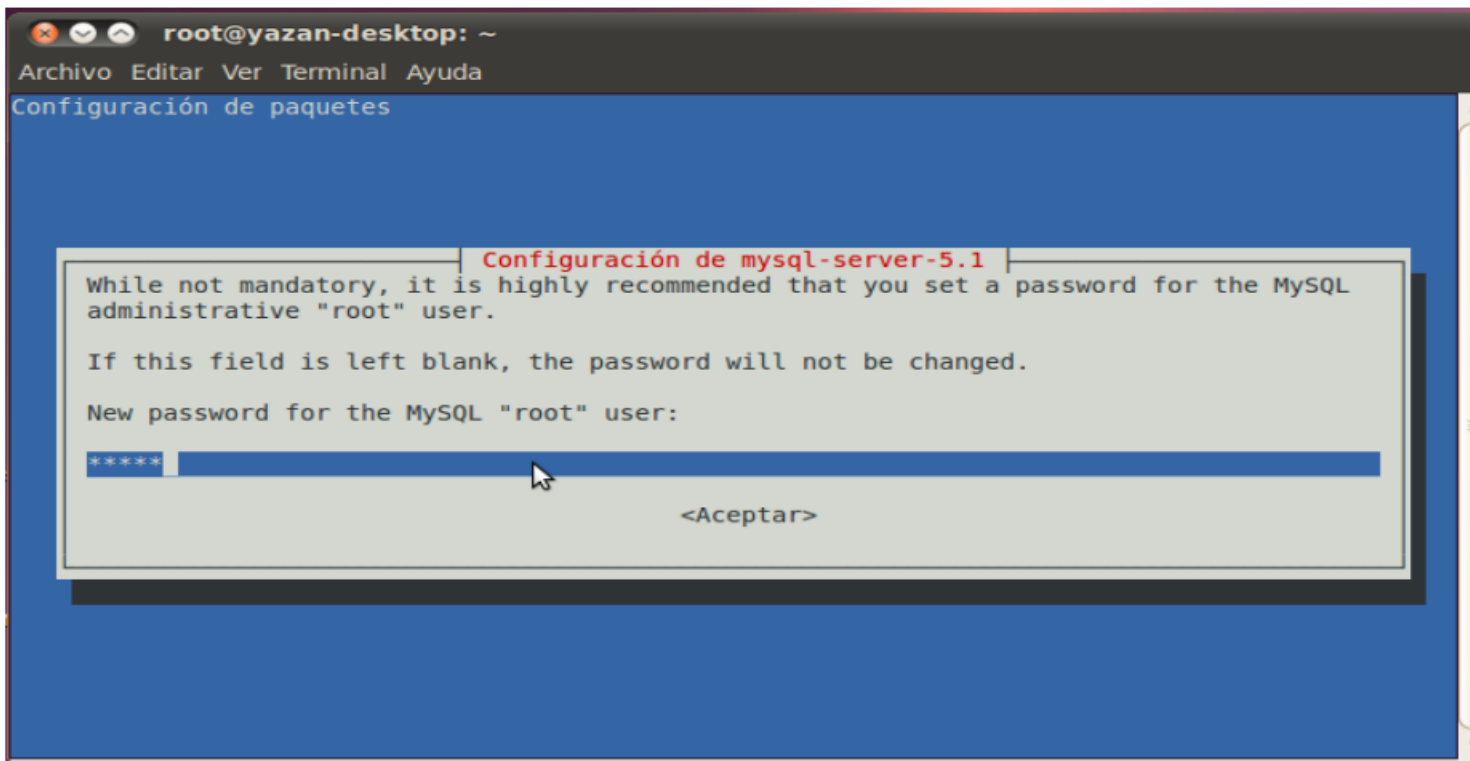 root@yazan-desktop: ~
Archivo Editar Ver Terminal Ayuda
Configuración de paquetes
Configuración de mysql-server-5.1
While not mandatory, it is highly recommended that you set a password for the MySQL
administrative "root" user.
If this field is left blank, the password will not be changed.
New password for the MySQL "root" user:
*****
<Aceptar>